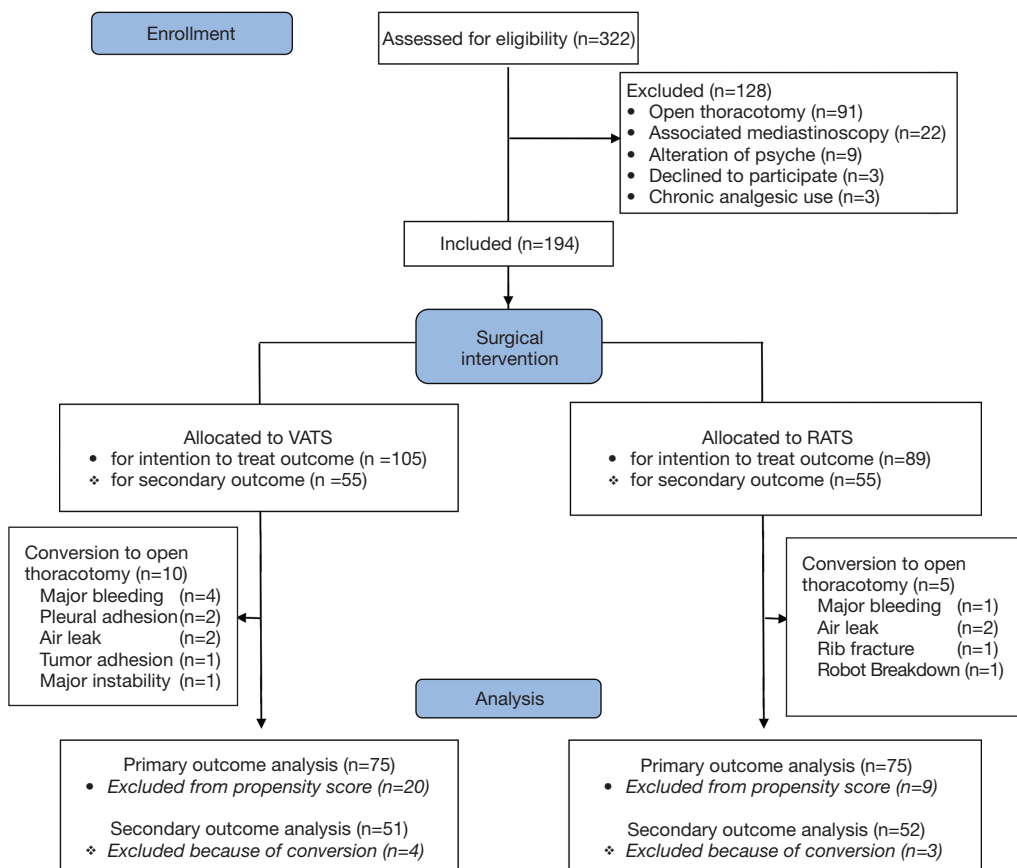 Enrollment
Assessed for eligibility (n=322)
Excluded (n=128)
• Open thoracotomy (n=91)
• Associated mediastinoscopy (n=22)
• Alteration of psyche (n=9)
• Declined to participate (n=3)
• Chronic analgesic use (n=3)
Included (n=194)
Surgical
intervention
Allocated to VATS
• for intention to treat outcome (n =105)
❖ for secondary outcome (n =55)
Allocated to RATS
• for intention to treat outcome (n=89)
❖ for secondary outcome (n=55)
Conversion to open
thoracotomy (n=10)
Major bleeding (n=4)
Pleural adhesion(n=2)
Air leak (n=2)
Tumor adhesion (n=1)
Major instability (n=1)
Conversion to open
thoracotomy (n=5)
Major bleeding (n=1)
Air leak (n=2)
Rib fracture (n=1)
Robot Breakdown (n=1)
Analysis
Primary outcome analysis (n=75)
• Excluded from propensity score (n=20)
Secondary outcome analysis (n=51)
❖ Excluded because of conversion (n=4)
Primary outcome analysis (n=75)
• Excluded from propensity score (n=9)
Secondary outcome analysis (n=52)
❖ Excluded because of conversion (n=3)